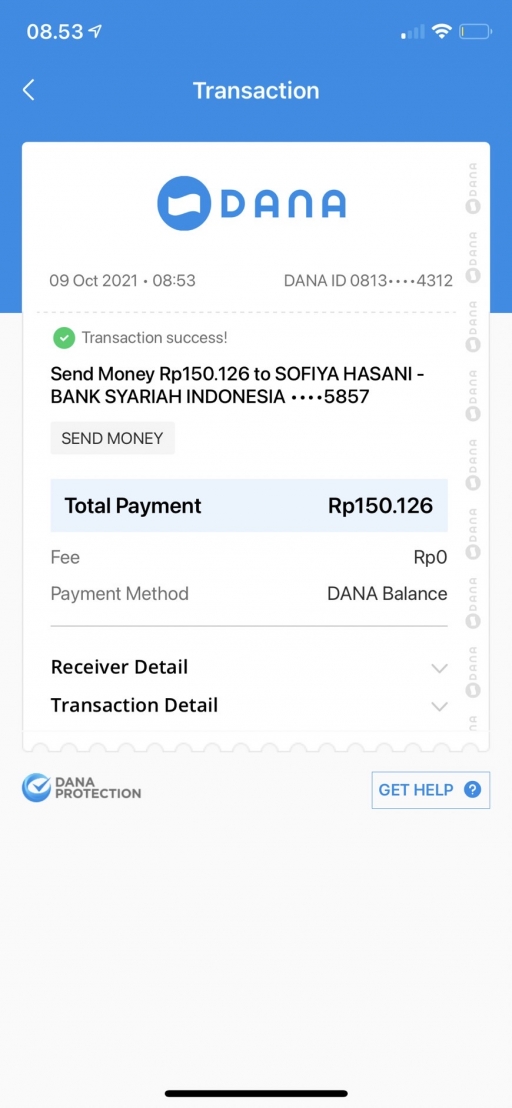 08.53
Transaction
DANA
09 Oct 2021 • 08:53
DANA ID 0813••••4312
Transaction success!
Send Money Rp150.126 to SOFIYA HASANI -
BANK SYARIAH INDONESIA ••••5857
SEND MONEY
Total Payment Rp150.126
Fee Rp0
Payment Method DANA Balance
Receiver Detail
Transaction Detail
DANA
DANA
DANA
DANA
DANA
DANA
DANA
DANA
NA
DANA
PROTECTION
GET HELP ?